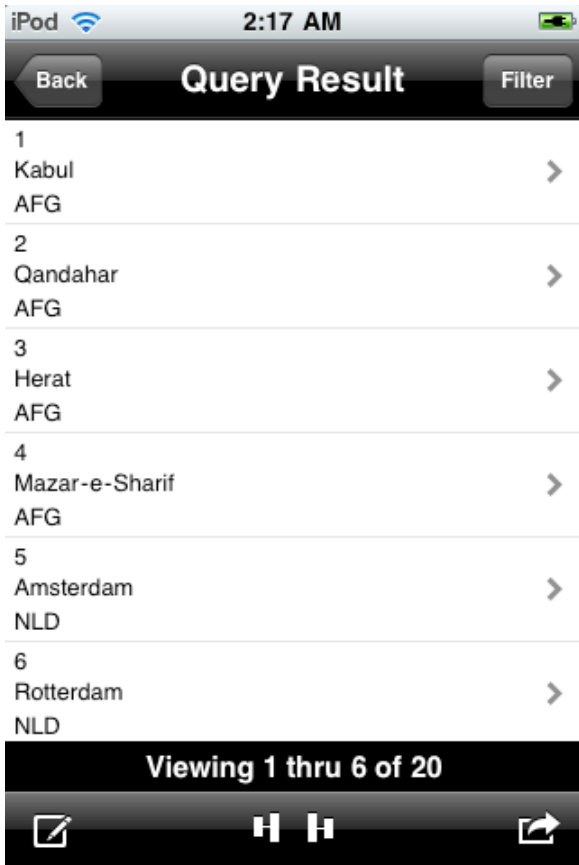 iPod 2:17 AM
Back Query Result Filter
1
Kabul
AFG
2
Qandahar
AFG
3
Herat
AFG
4
Mazar-e-Sharif
AFG
5
Amsterdam
NLD
6
Rotterdam
NLD
Viewing 1 thru 6 of 20